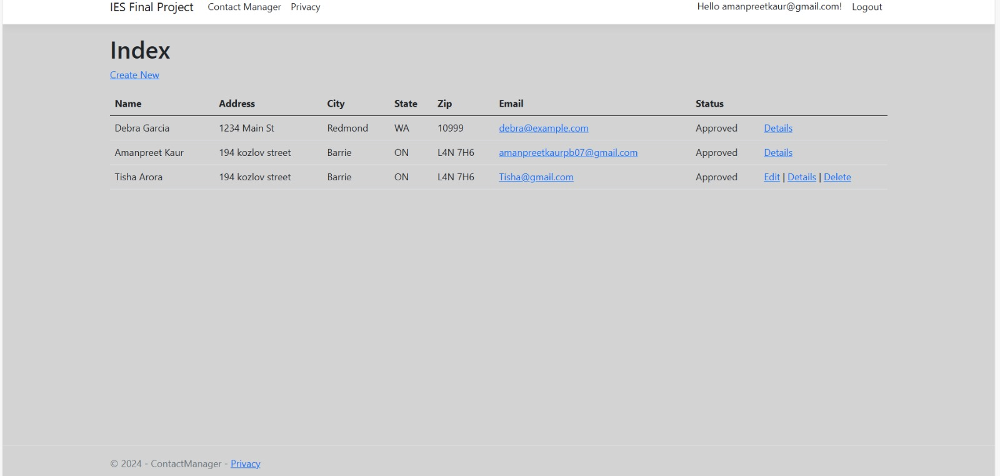 IES Final Project Contact Manager Privacy Hello amanpreetkaur@gmail.com! Logout
Index
Create New
Name Address City State Zip Email Status
Debra Garcia 1234 Main St Redmond WA 10999 debra@example.com Approved Details
Amanpreet Kaur 194 kozlov street Barrie ON L4N 7H6 amanpreetkaurpb07@gmail.com Approved Details
Tisha Arora 194 kozlov street Barrie ON L4N 7H6 Tisha@gmail.com Approved Edit | Details | Delete
© 2024 - ContactManager - Privacy